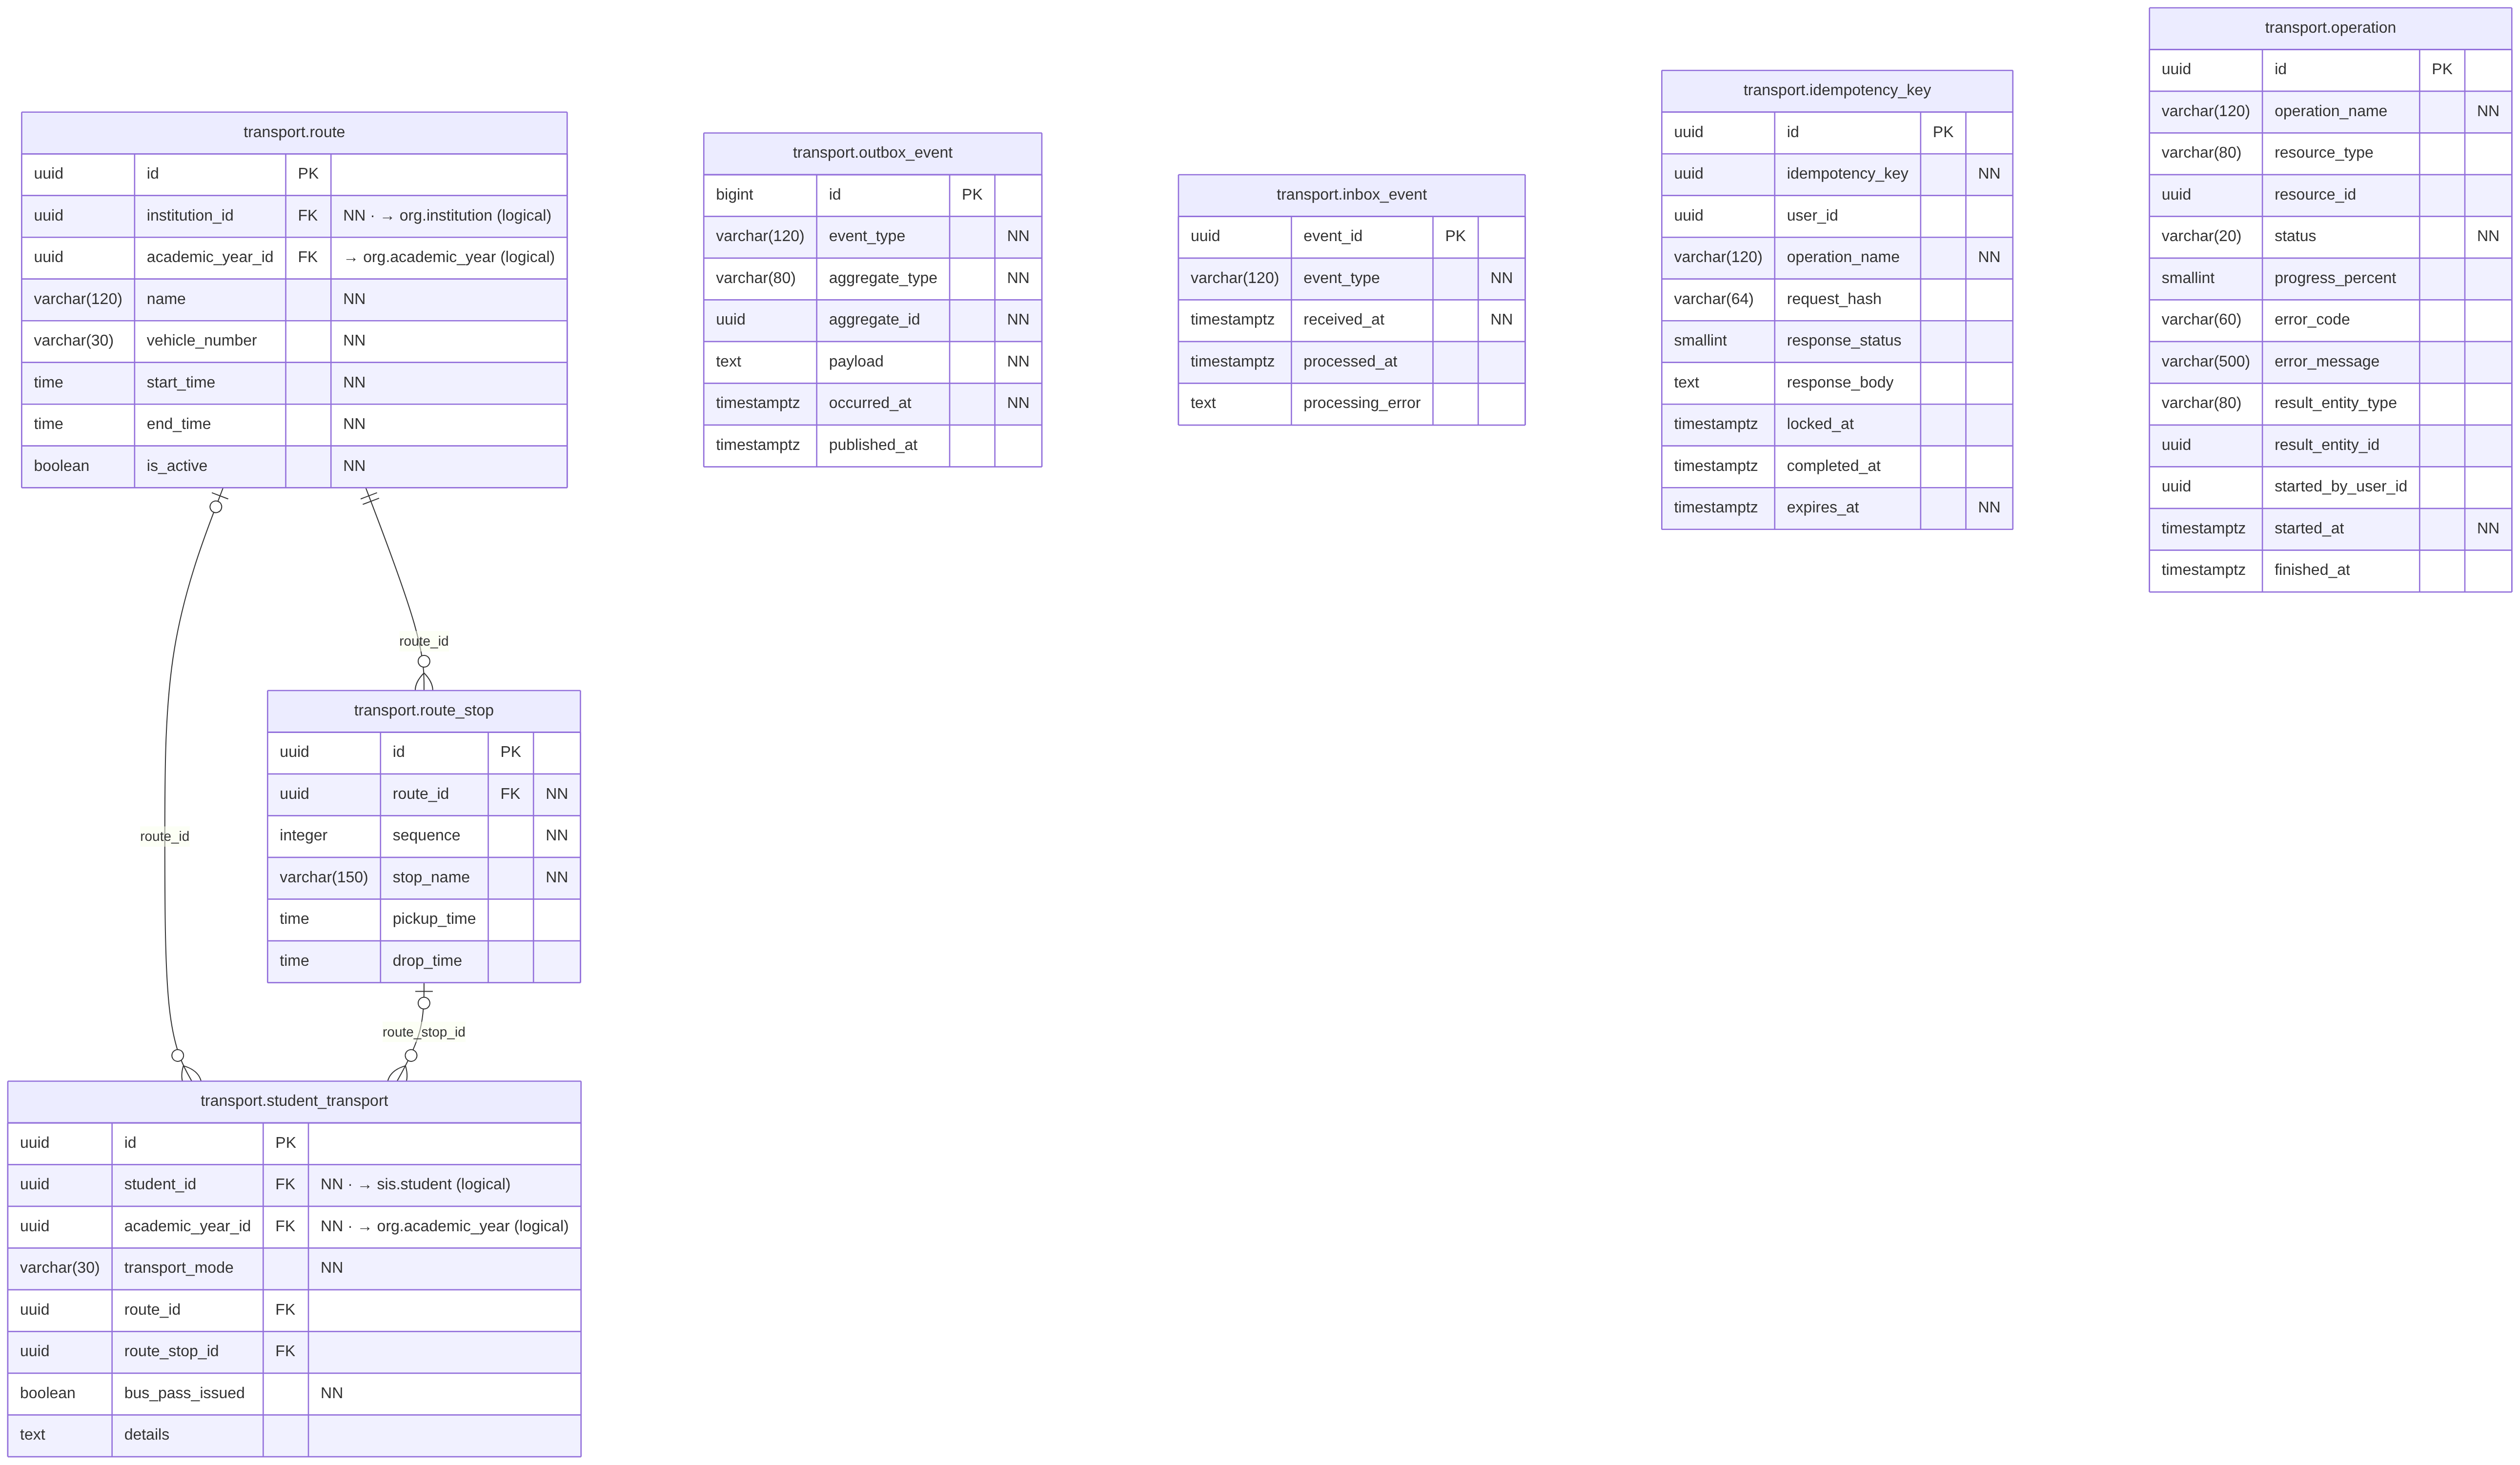 transport.route
uuid id PK
uuid institution_id FK NN · → org.institution (logical)
uuid academic_year_id FK → org.academic_year (logical)
varchar(120) name NN
varchar(30) vehicle_number NN
time start_time NN
time end_time NN
boolean is_active NN
transport.outbox_event
bigint id PK
varchar(120) event_type NN
varchar(80) aggregate_type NN
uuid aggregate_id NN
text payload NN
timestamptz occurred_at NN
timestamptz published_at
transport.inbox_event
uuid event_id PK
varchar(120) event_type NN
timestamptz received_at NN
timestamptz processed_at
text processing_error
transport.idempotency_key
uuid id PK
uuid idempotency_key NN
uuid user_id
varchar(120) operation_name NN
varchar(64) request_hash
smallint response_status
text response_body
timestamptz locked_at
timestamptz completed_at
timestamptz expires_at NN
transport.operation
uuid id PK
varchar(120) operation_name NN
varchar(80) resource_type
uuid resource_id
varchar(20) status NN
smallint progress_percent
varchar(60) error_code
varchar(500) error_message
varchar(80) result_entity_type
uuid result_entity_id
uuid started_by_user_id
timestamptz started_at NN
timestamptz finished_at
route_id
transport.route_stop
uuid id PK
uuid route_id FK NN
integer sequence NN
varchar(150) stop_name NN
time pickup_time
time drop_time
route_id
route_stop_id
transport.student_transport
uuid id PK
uuid student_id FK NN · → sis.student (logical)
uuid academic_year_id FK NN · → org.academic_year (logical)
varchar(30) transport_mode NN
uuid route_id FK
uuid route_stop_id FK
boolean bus_pass_issued NN
text details